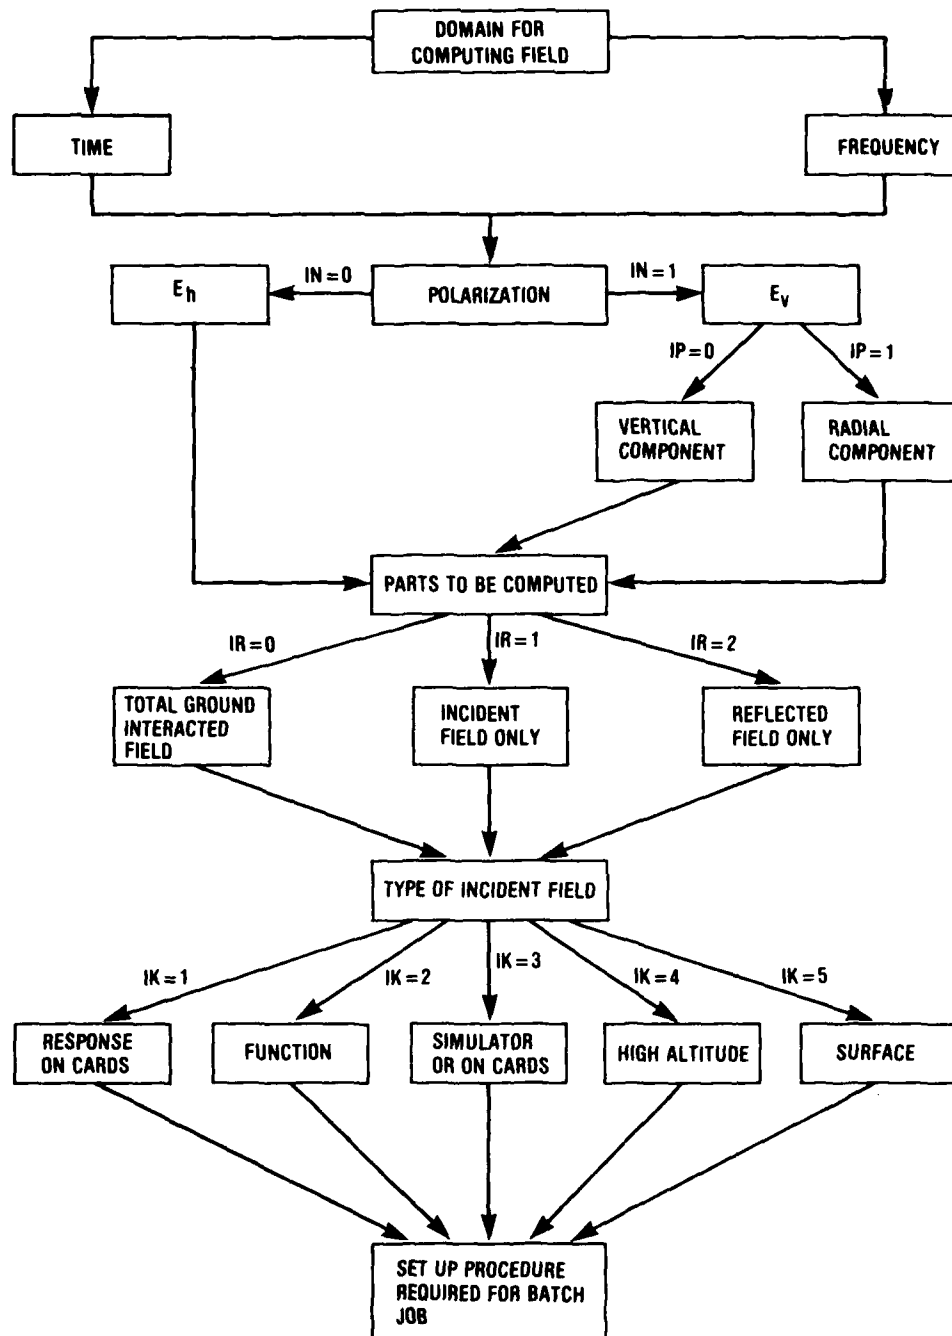 DOMAIN FOR
COMPUTING FIELD
TIME
FREQUENCY
E_h
IN=0
POLARIZATION
IN=1
E_v
IP=0
IP=1
VERTICAL
COMPONENT
RADIAL
COMPONENT
PARTS TO BE COMPUTED
IR=0
IR=1
IR=2
TOTAL GROUND
INTERACTED
FIELD
INCIDENT
FIELD ONLY
REFLECTED
FIELD ONLY
TYPE OF INCIDENT FIELD
IK=1
IK=2
IK=3
IK=4
IK=5
RESPONSE
ON CARDS
FUNCTION
SIMULATOR
OR ON CARDS
HIGH ALTITUDE
SURFACE
SET UP PROCEDURE
REQUIRED FOR BATCH
JOB